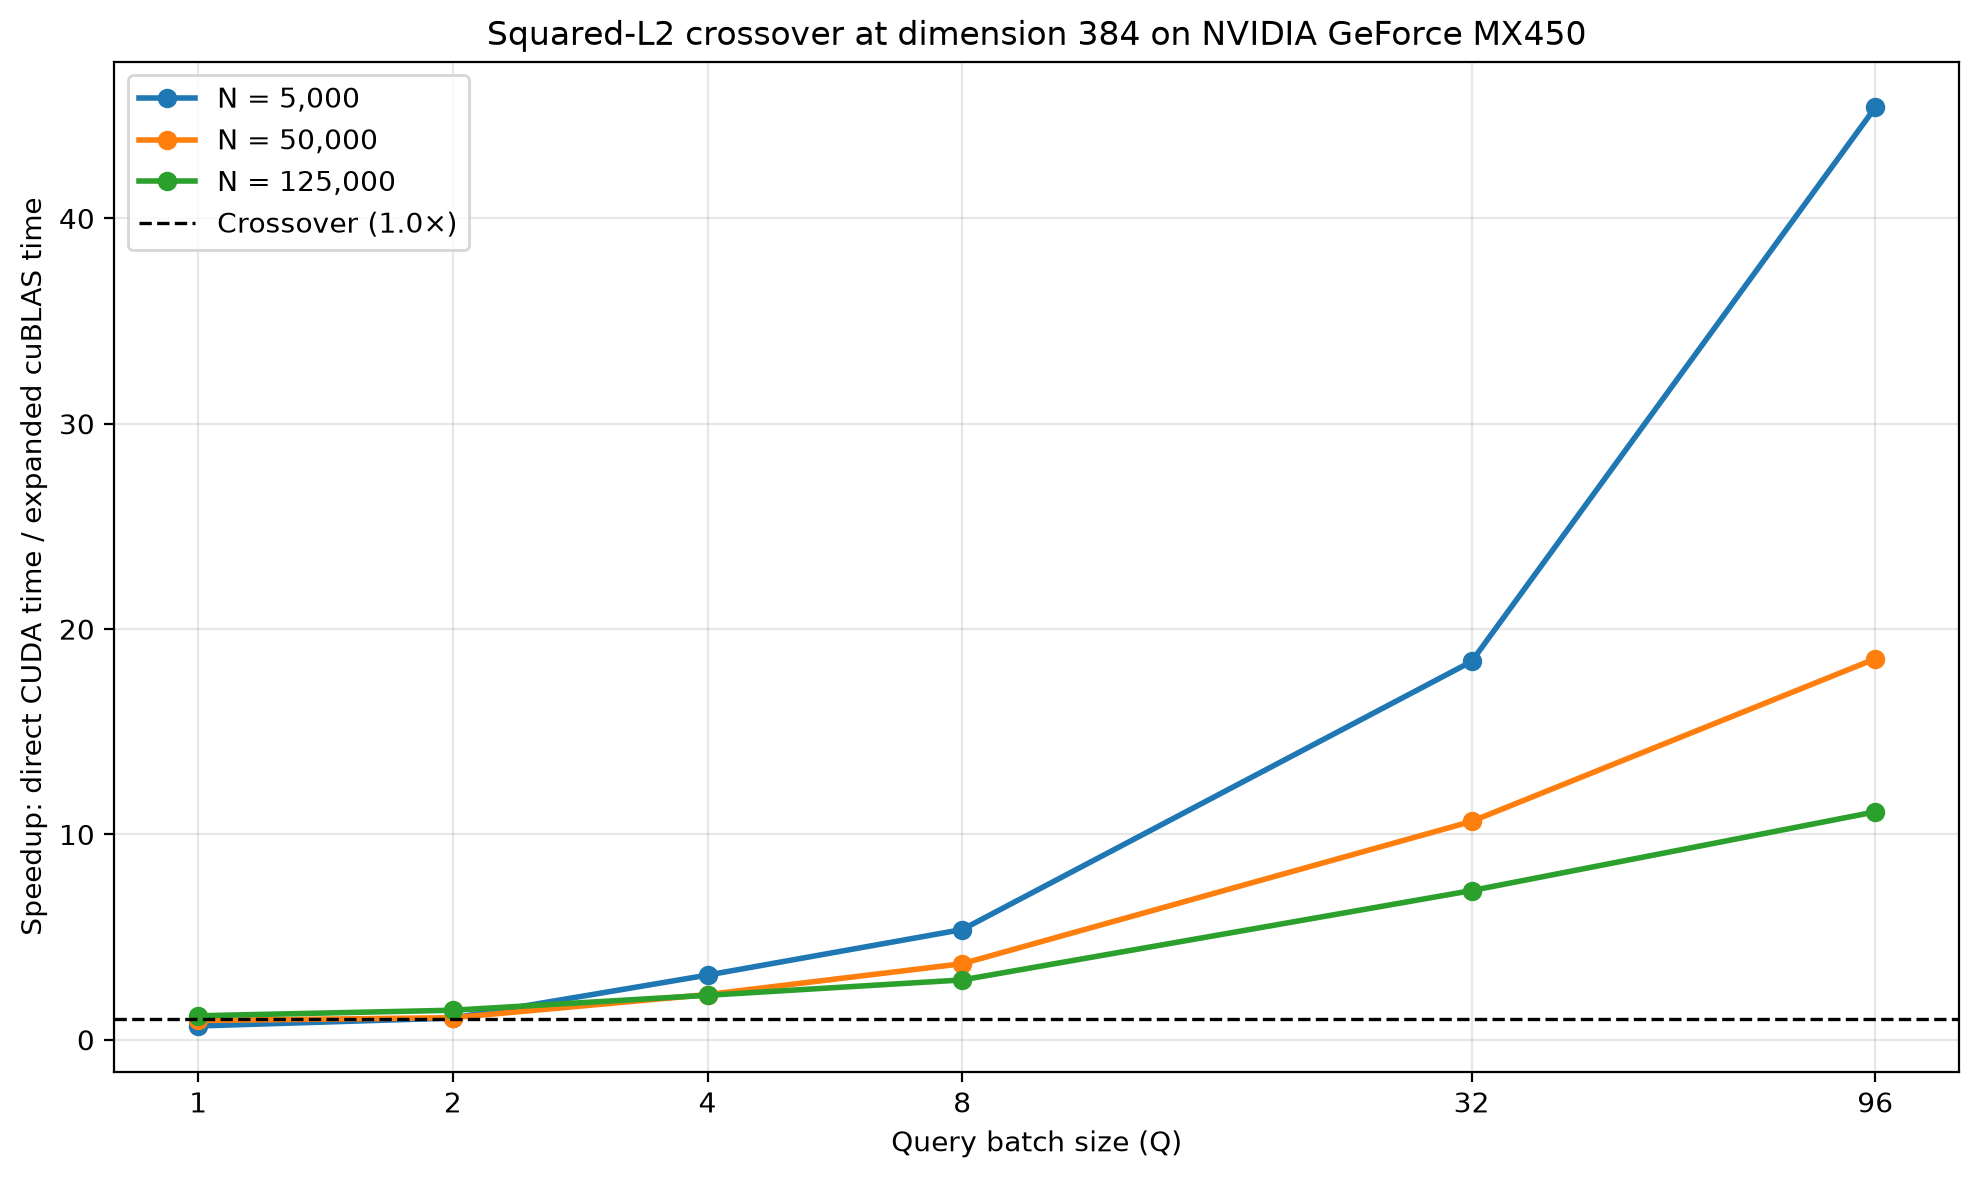 Squared-L2 crossover at dimension 384 on NVIDIA GeForce MX450
N = 5,000
N = 50,000
N = 125,000
Crossover (1.0×)
Speedup: direct CUDA time / expanded cuBLAS time
40
30
20
10
0
1 2 4 8 32 96
Query batch size (Q)